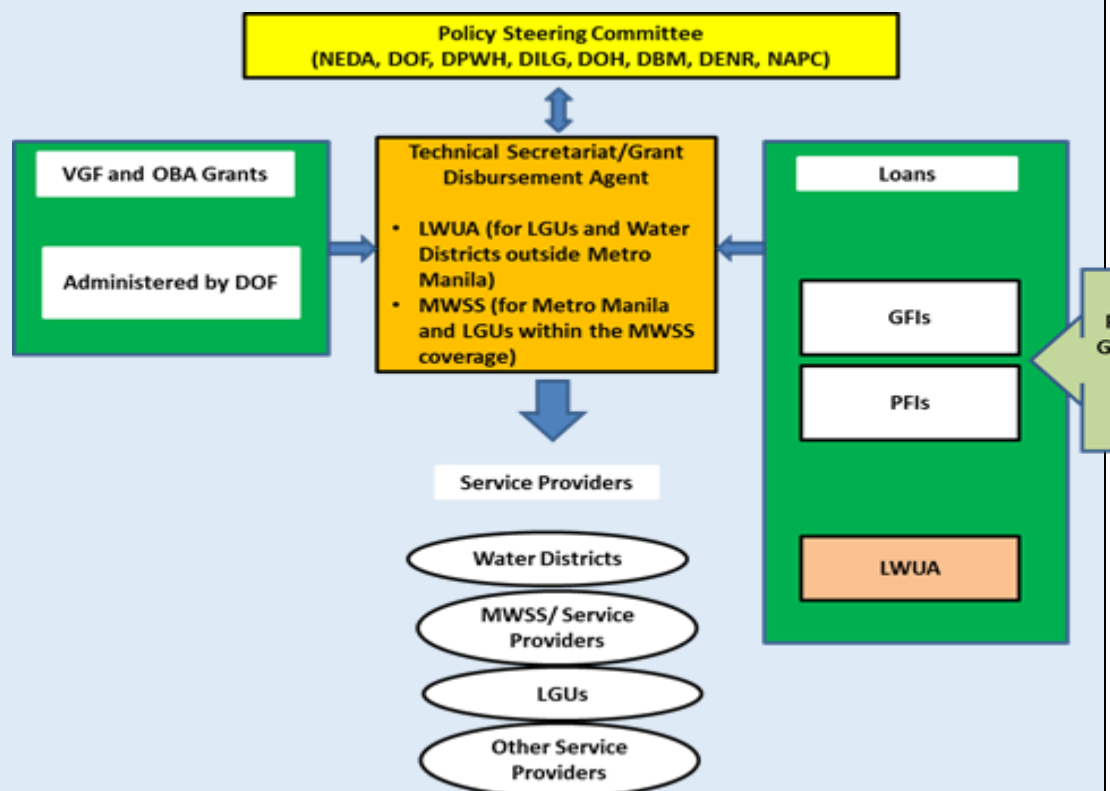 Policy Steering Committee
(NEDA, DOF, DPWH, DILG, DOH, DBM, DENR, NAPC)
VGF and OBA Grants
Administered by DOF
Technical Secretariat/Grant
Disbursement Agent
• LWUA (for LGUs and Water
Districts outside Metro
Manila)
• MWSS (for Metro Manila
and LGUs within the MWSS
coverage)
Loans
GFIs
PFIs
LWUA
Service Providers
Water Districts
MWSS/ Service
Providers
LGUs
Other Service
Providers